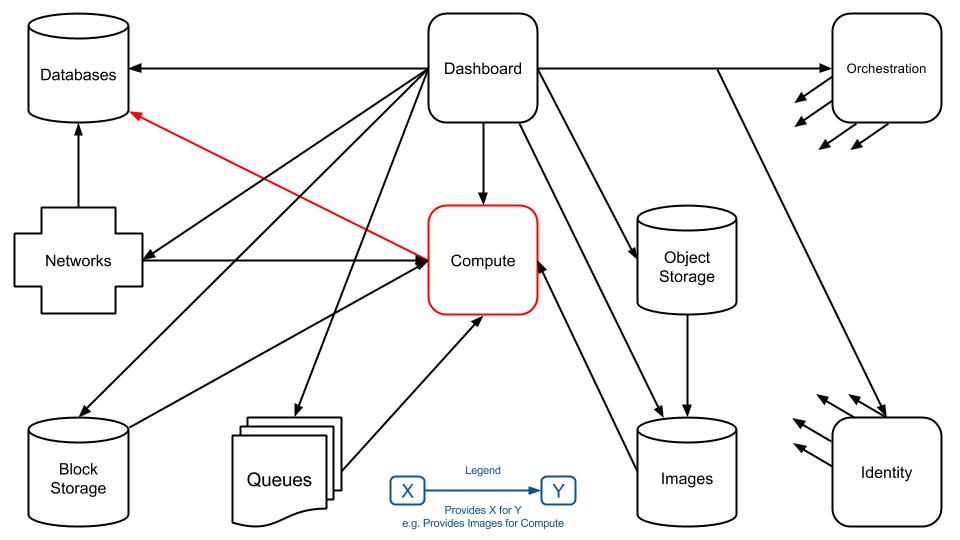 Databases
Dashboard
Orchestration
Networks
Compute
Object
Storage
Block
Storage
Queues
Images
Identity
Legend
X
Y
Provides X for Y
e.g. Provides Images for Compute